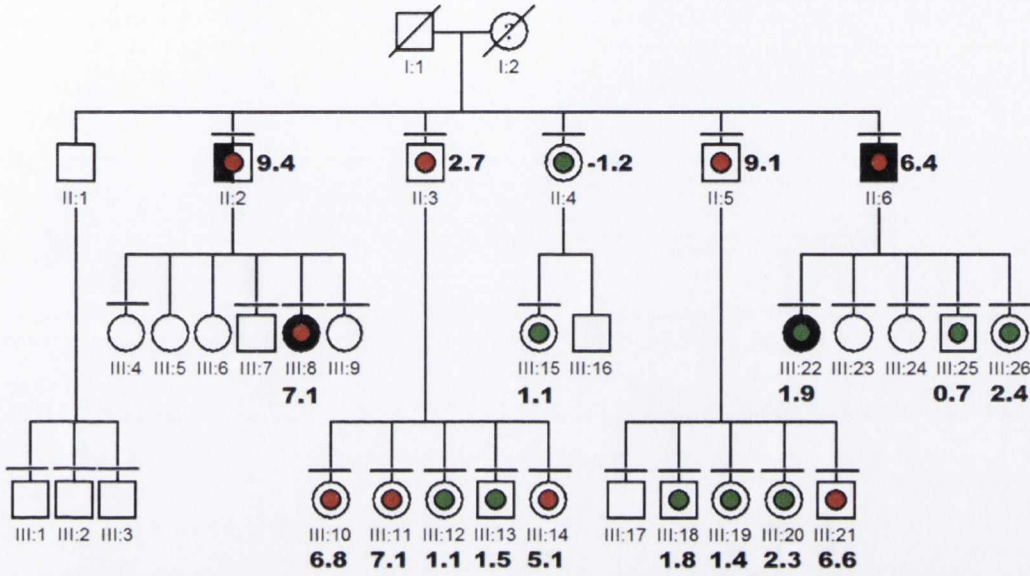 ?
I:1 I:2
9.4 2.7 -1.2 9.1 6.4
II:1 II:2 II:3 II:4 II:5 II:6
III:4 III:5 III:6 III:7 III:8 III:9 III:15 III:16 III:22 III:23 III:24 III:25 III:26
7.1 1.1 1.9 0.7 2.4
III:1 III:2 III:3 III:10 III:11 III:12 III:13 III:14 III:17 III:18 III:19 III:20 III:21
6.8 7.1 1.1 1.5 5.1 1.8 1.4 2.3 6.6